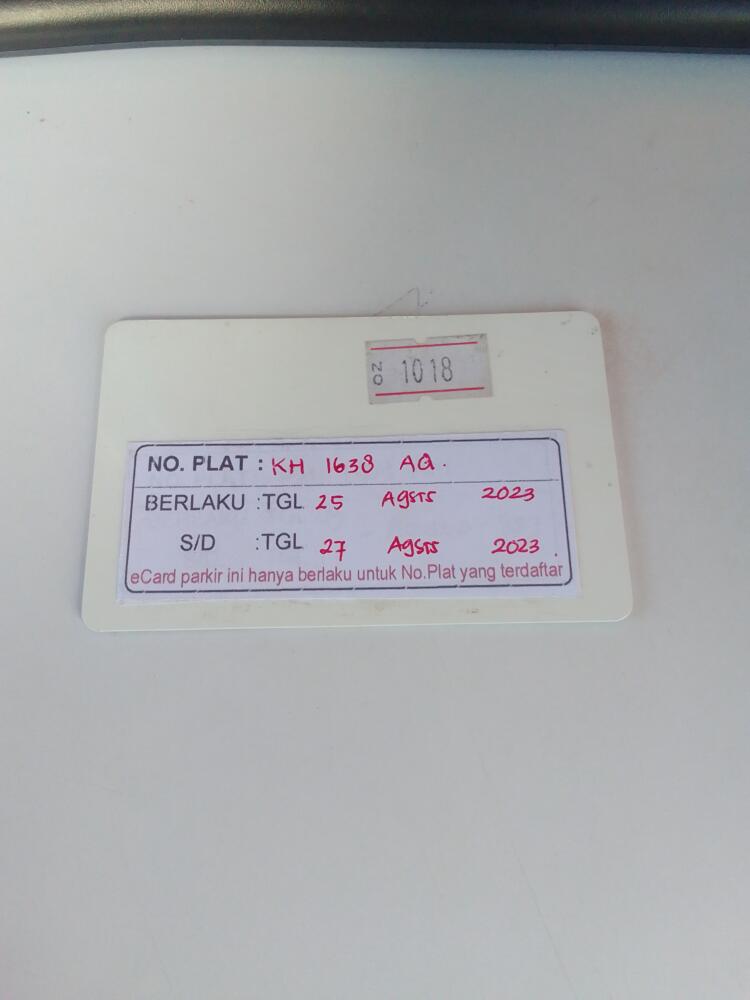 NO 1018
NO. PLAT : KH 1638 AQ.
BERLAKU :TGL 25 Agsts 2023
S/D :TGL 27 Agsts 2023.
eCard parkir ini hanya berlaku untuk No.Plat yang terdaftar